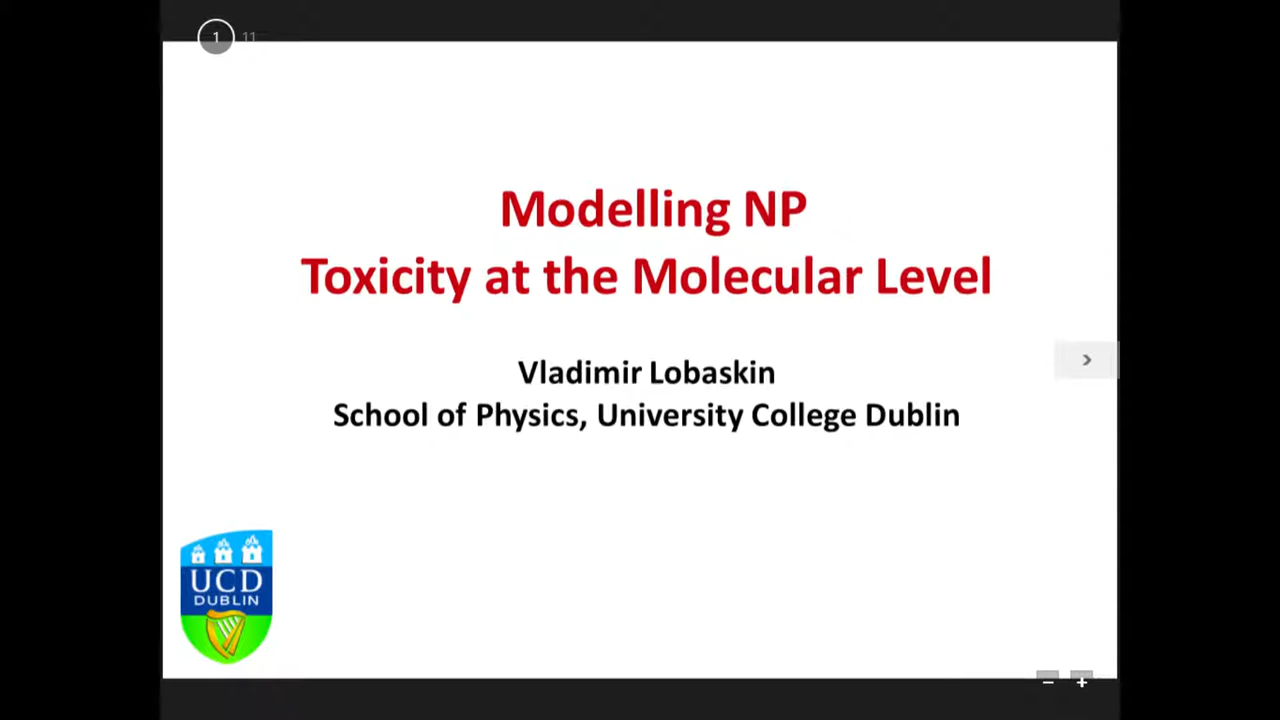 1 11
Modelling NP
Toxicity at the Molecular Level
Vladimir Lobaskin
School of Physics, University College Dublin
UCD
DUBLIN